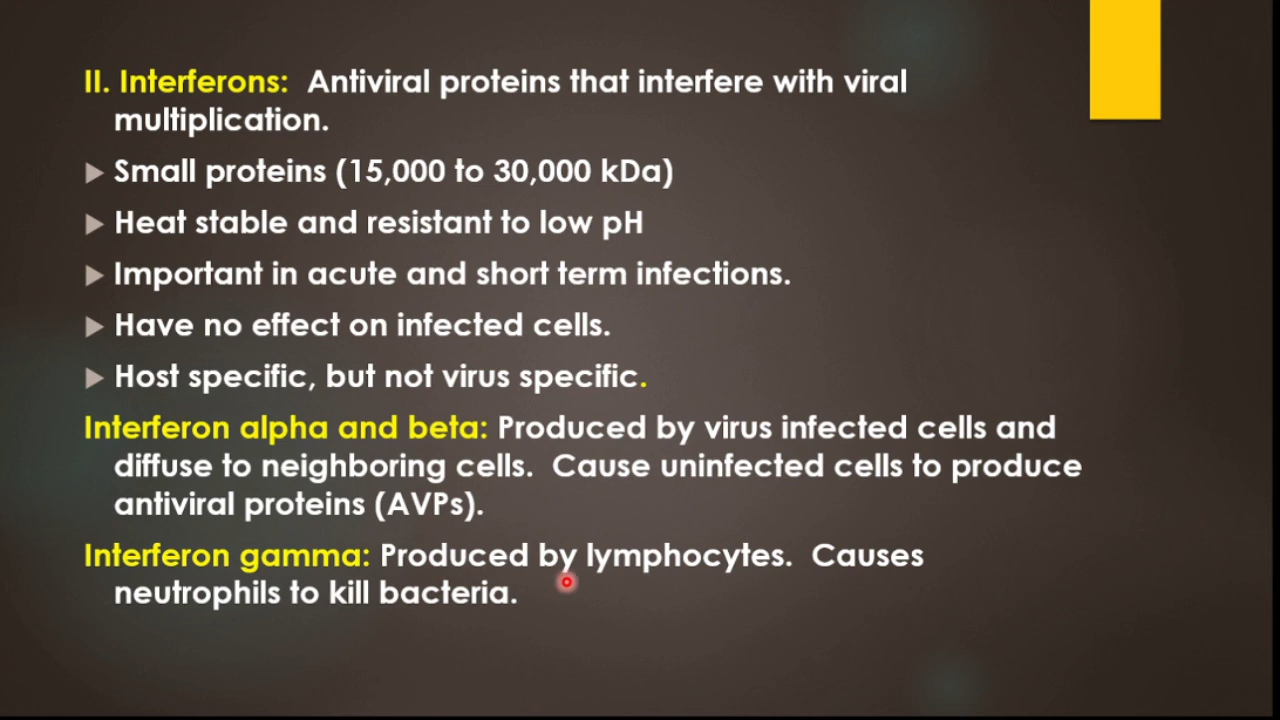 II. Interferons: Antiviral proteins that interfere with viral
multiplication.
Small proteins (15,000 to 30,000 kDa)
Heat stable and resistant to low pH
Important in acute and short term infections.
Have no effect on infected cells.
Host specific, but not virus specific.
Interferon alpha and beta: Produced by virus infected cells and
diffuse to neighboring cells. Cause uninfected cells to produce
antiviral proteins (AVPs).
Interferon gamma: Produced by lymphocytes. Causes
neutrophils to kill bacteria.